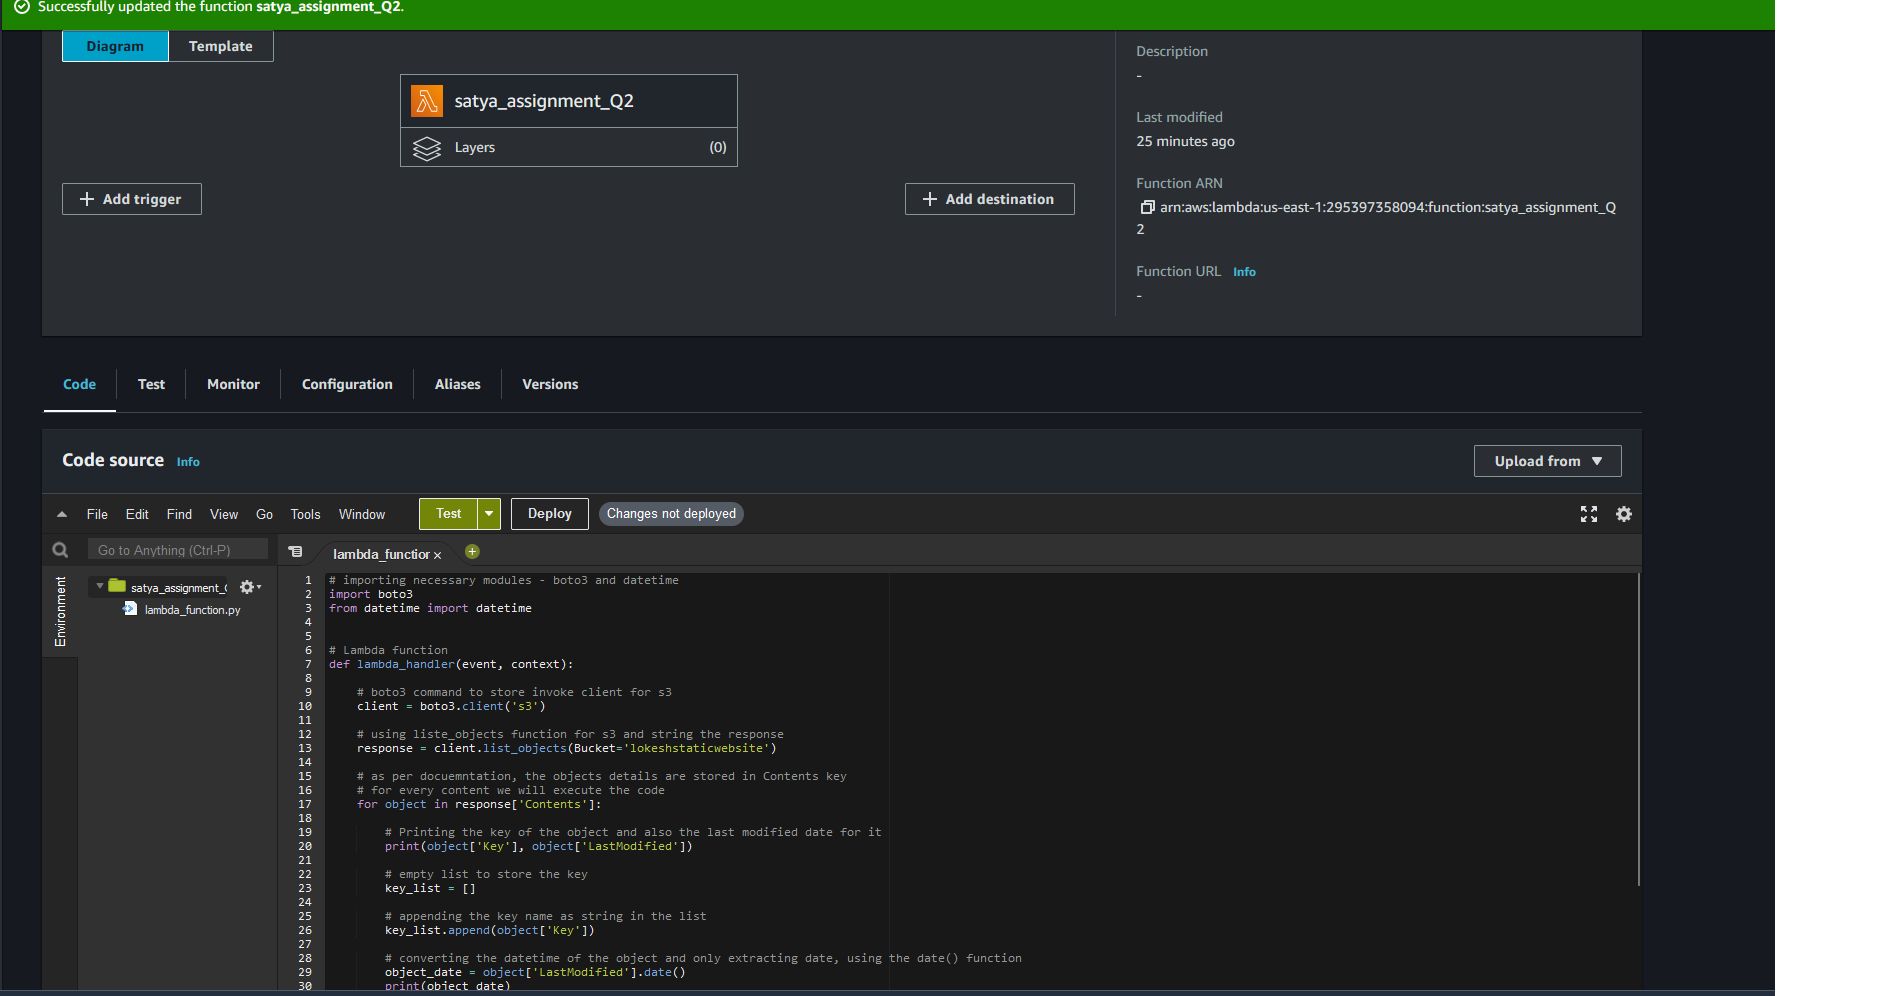 Successfully updated the function satya_assignment_Q2.
Diagram
Template
satya_assignment_Q2
Layers
(0)
+ Add trigger
+ Add destination
Description
-
Last modified
25 minutes ago
Function ARN
arn:aws:lambda:us-east-1:295397358094:function:satya_assignment_Q
2
Function URL Info
-
Code
Test
Monitor
Configuration
Aliases
Versions
Code source Info
Upload from
File Edit Find View Go Tools Window
Test
Deploy
Changes not deployed
Go to Anything (Ctrl-P)
lambda_function
Environment
satya_assignment_
lambda_function.py
1 # importing necessary modules - boto3 and datetime
2 import boto3
3 from datetime import datetime
4
5
6 # Lambda function
7 def lambda_handler(event, context):
8
9 # boto3 command to store invoke client for s3
10 client = boto3.client('s3')
11
12 # using liste_objects function for s3 and string the response
13 response = client.list_objects(Bucket='lokeshstaticwebsite')
14
15 # as per docuemntation, the objects details are stored in Contents key
16 # for every content we will execute the code
17 for object in response['Contents']:
18
19 # Printing the key of the object and also the last modified date for it
20 print(object['Key'], object['LastModified'])
21
22 # empty list to store the key
23 key_list = []
24
25 # appending the key name as string in the list
26 key_list.append(object['Key'])
27
28 # converting the datetime of the object and only extracting date, using the date() function
29 object_date = object['LastModified'].date()
30 print(object_date)